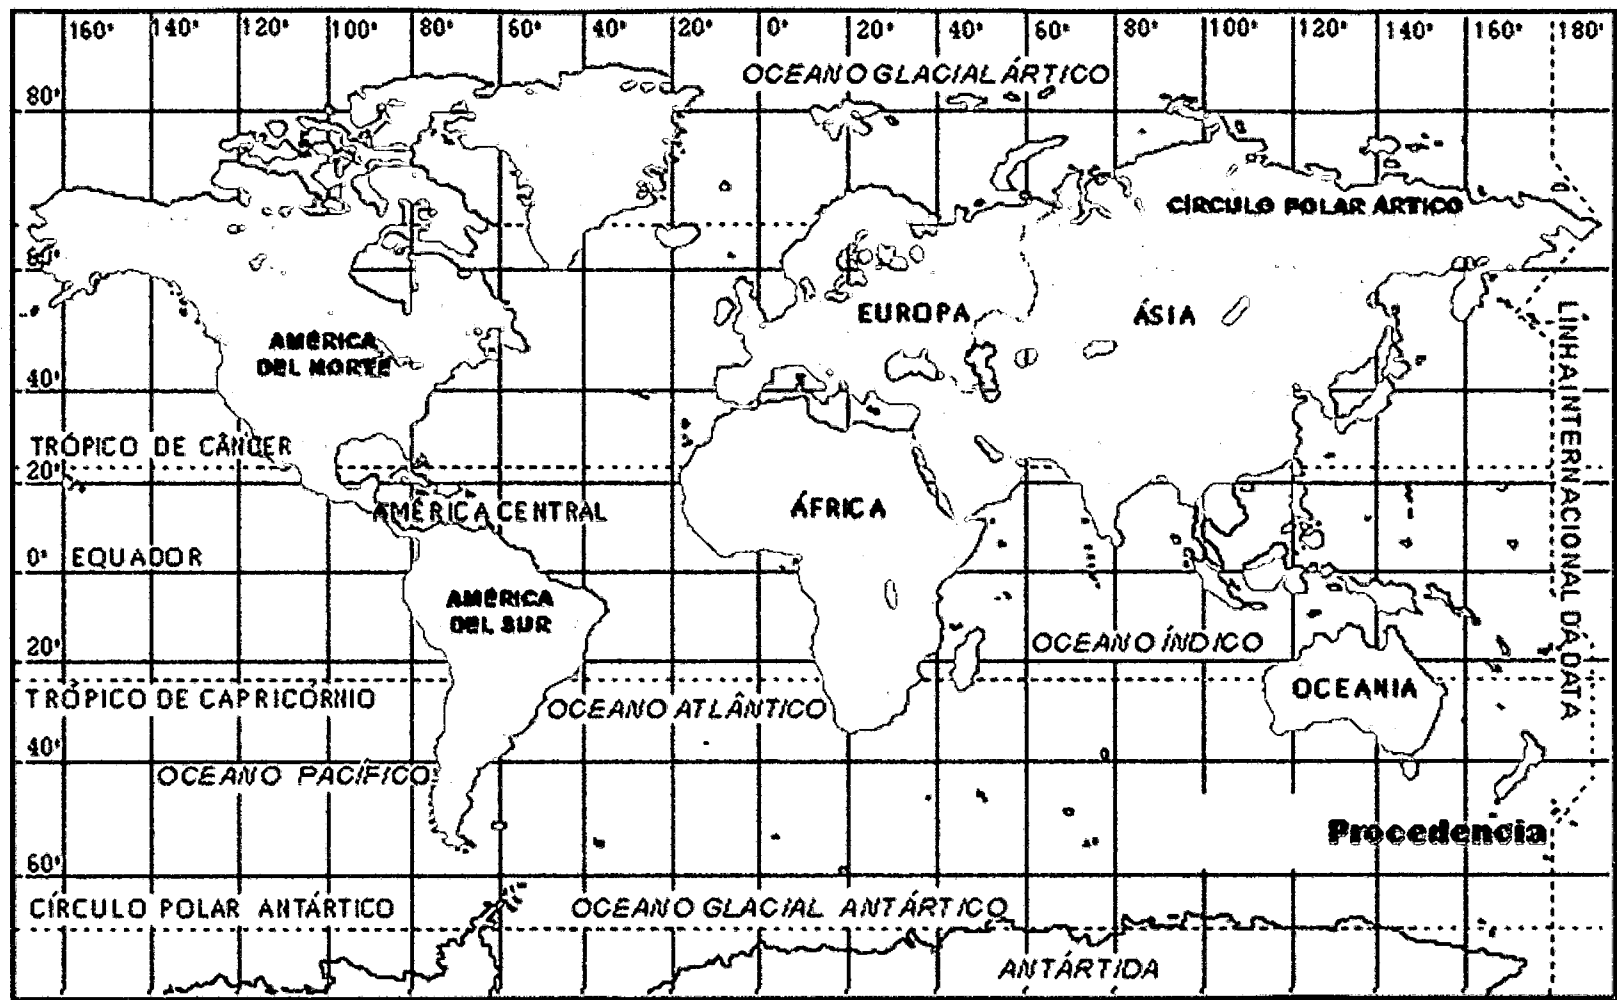 160° 140° 120° 100° 80° 60° 40° 20° 0° 20° 40° 60° 80° 100° 120° 140° 160° 180°
OCEANO GLACIAL ÁRTICO
80°
CÍRCULO POLAR ÁRTICO
60°
EUROPA
ÁSIA
AMÉRICA
DEL NORTE
LINHA INTERNACIONAL DA DATA
40°
TRÓPICO DE CÂNCER
20°
AMÉRICA CENTRAL
ÁFRICA
0°
EQUADOR
AMÉRICA
DEL SUR
OCEANO ÍNDICO
20°
TRÓPICO DE CAPRICÓRNIO
OCEANO ATLÂNTICO
OCEANIA
40°
OCEANO PACÍFICO
Procedencia
60°
CÍRCULO POLAR ANTÁRTICO
OCEANO GLACIAL ANTÁRTICO
ANTÁRTIDA